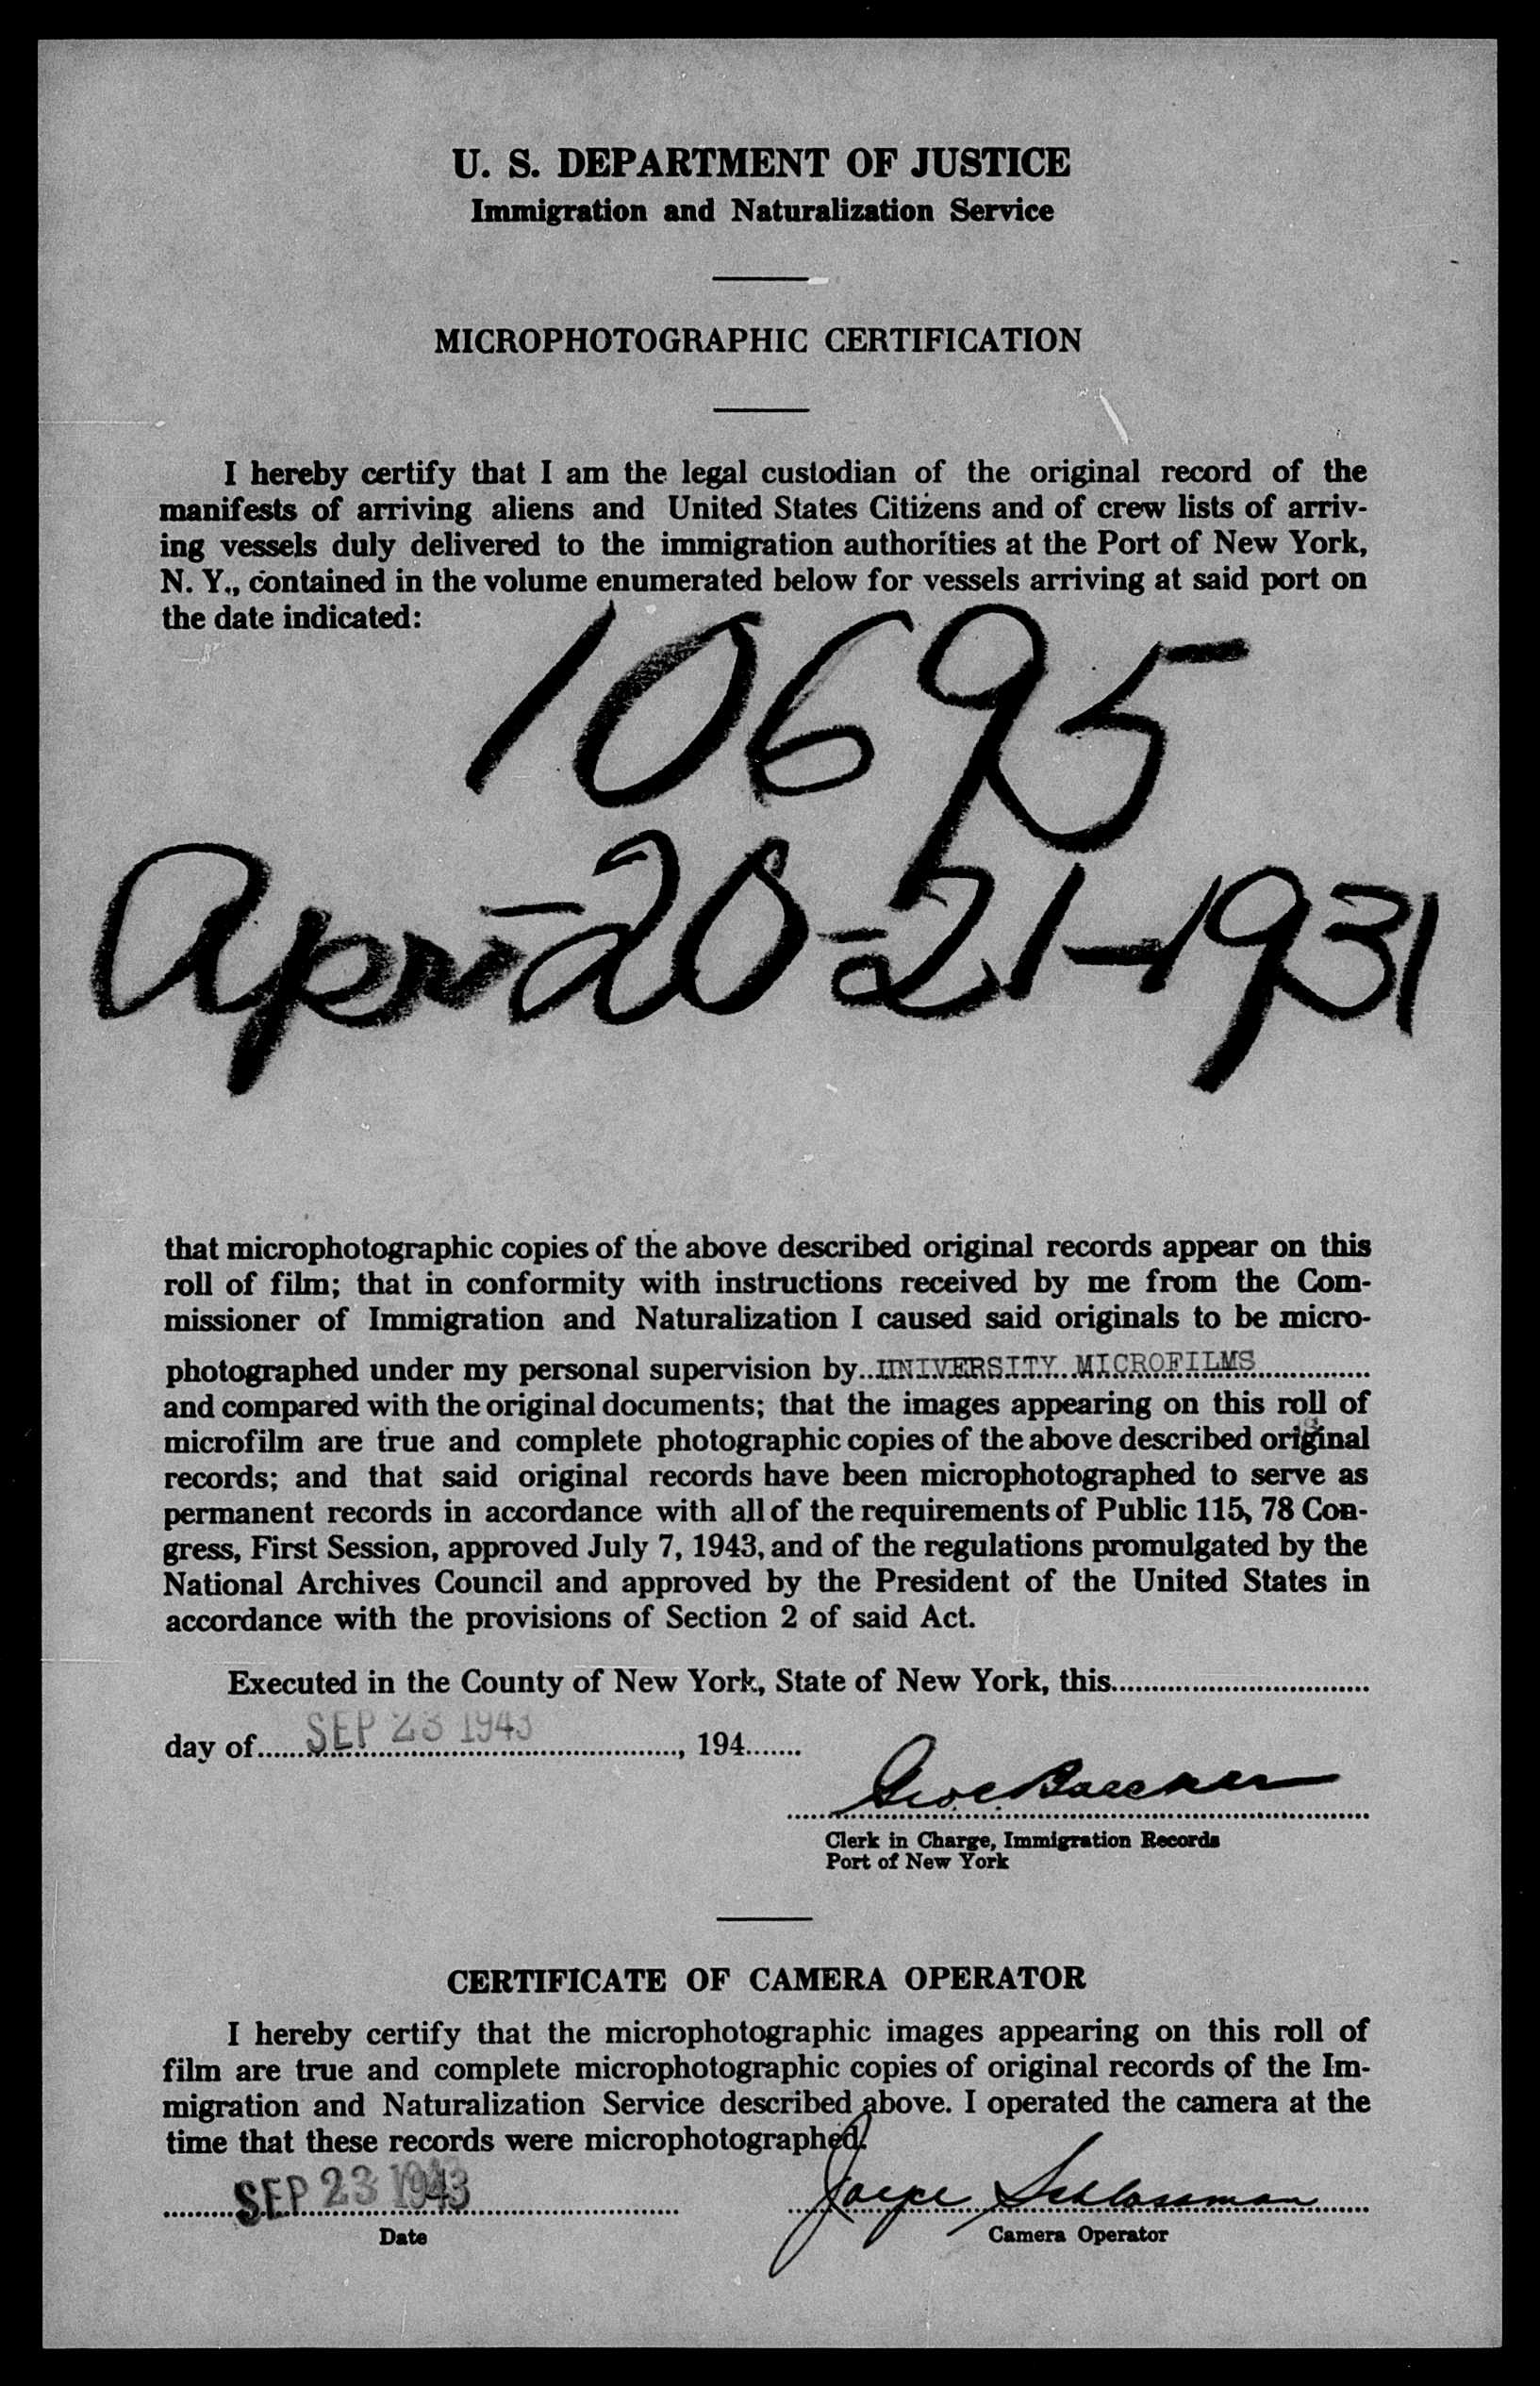 U. S. DEPARTMENT OF JUSTICE
Immigration and Naturalization Service
MICROPHOTOGRAPHIC CERTIFICATION
I hereby certify that I am the legal custodian of the original record of the
manifests of arriving aliens and United States Citizens and of crew lists of arriv-
ing vessels duly delivered to the immigration authorities at the Port of New York,
N. Y., contained in the volume enumerated below for vessels arriving at said port on
the date indicated:
10695
Apr-20-21-1931
that microphotographic copies of the above described original records appear on this
roll of film; that in conformity with instructions received by me from the Com-
missioner of Immigration and Naturalization I caused said originals to be micro-
photographed under my personal supervision by..UNIVERSITY MICROFILMS
and compared with the original documents; that the images appearing on this roll of
microfilm are true and complete photographic copies of the above described original
records; and that said original records have been microphotographed to serve as
permanent records in accordance with all of the requirements of Public 115, 78 Con-
gress, First Session, approved July 7, 1943, and of the regulations promulgated by the
National Archives Council and approved by the President of the United States in
accordance with the provisions of Section 2 of said Act.
Executed in the County of New York, State of New York, this
day of SEP 23 1943, 194
Clerk in Charge, Immigration Records
Port of New York
CERTIFICATE OF CAMERA OPERATOR
I hereby certify that the microphotographic images appearing on this roll of
film are true and complete microphotographic copies of original records of the Im-
migration and Naturalization Service described above. I operated the camera at the
time that these records were microphotographed.
SEP 23 1943 Schlossman
Date Camera Operator